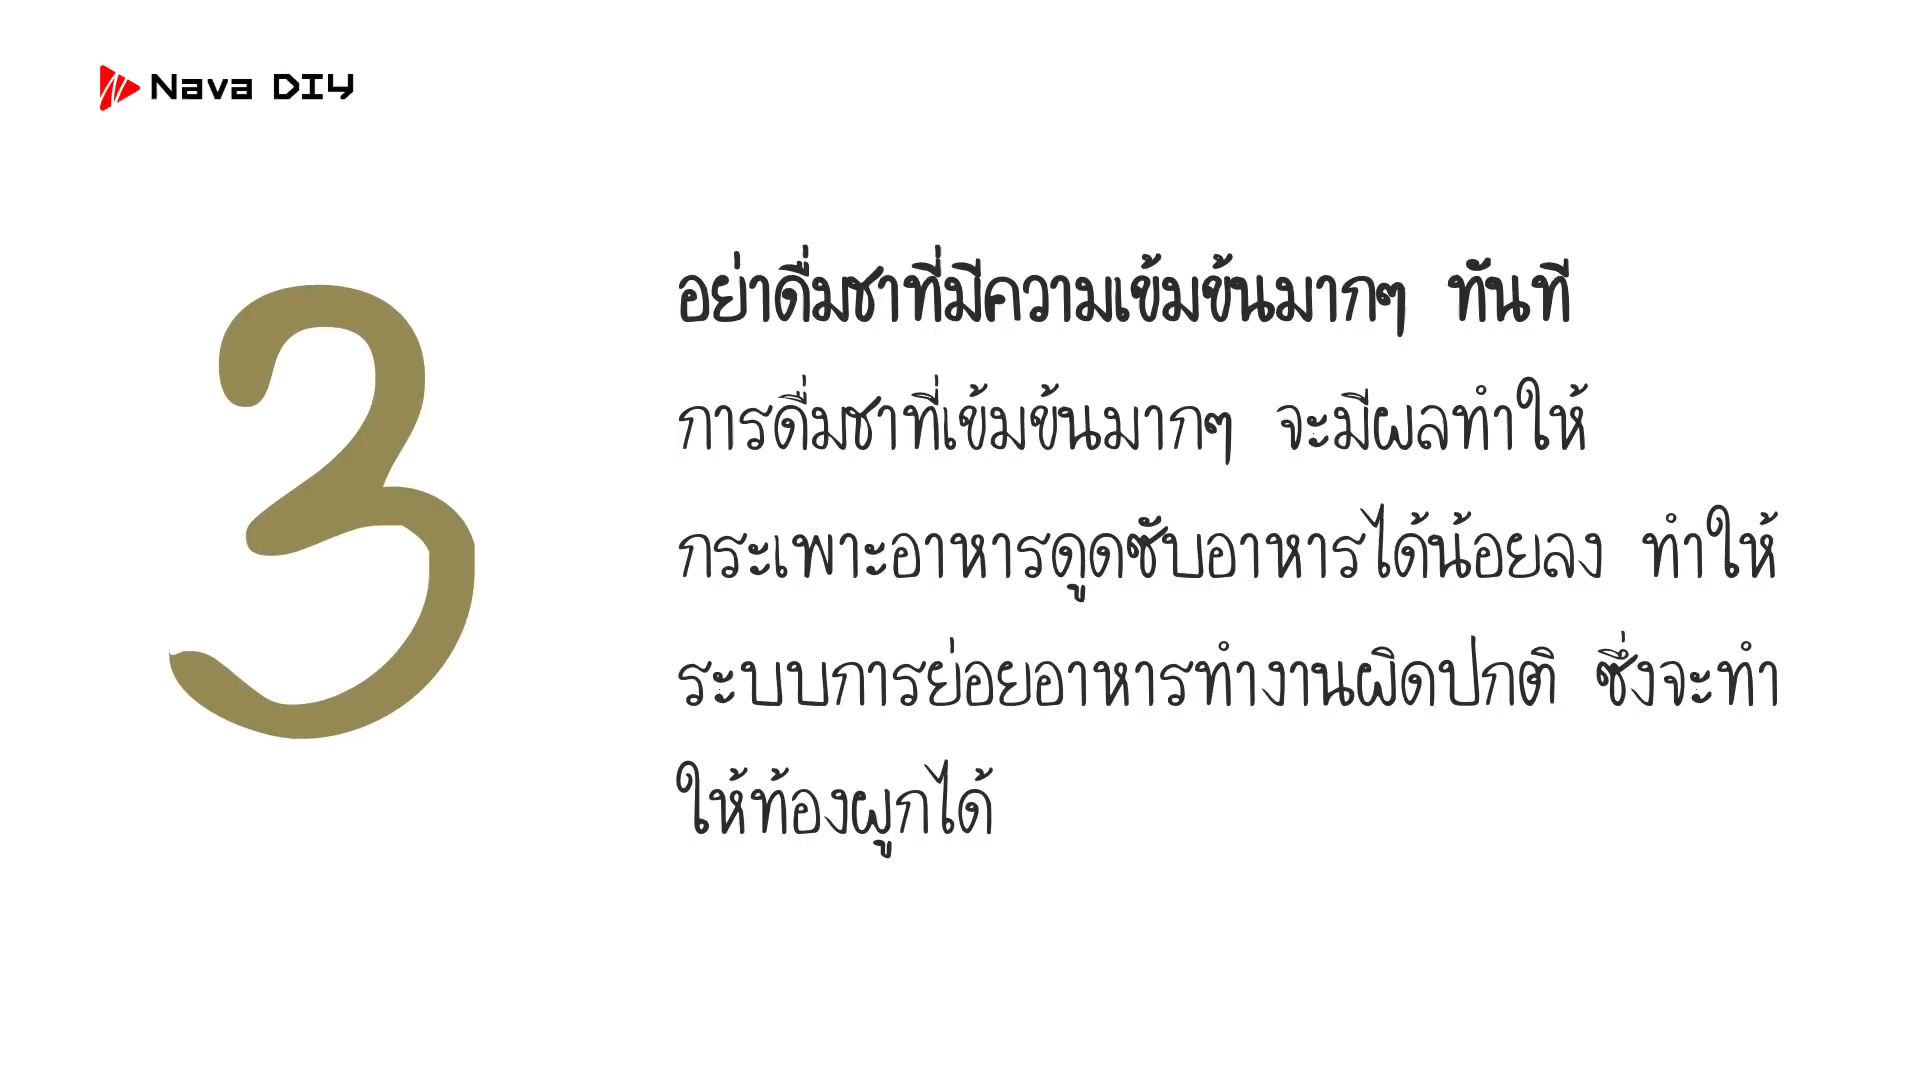 Nava DIY
3
อย่าดื่มชาที่มีความเข้มข้นมากๆ ทันที
การดื่มชาที่เข้มข้นมากๆ จะมีผลทำให้
กระเพาะอาหารดูดซับอาหารได้น้อยลง ทำให้
ระบบการย่อยอาหารทำงานผิดปกติ ซึ่งจะทำ
ให้ท้องผูกได้